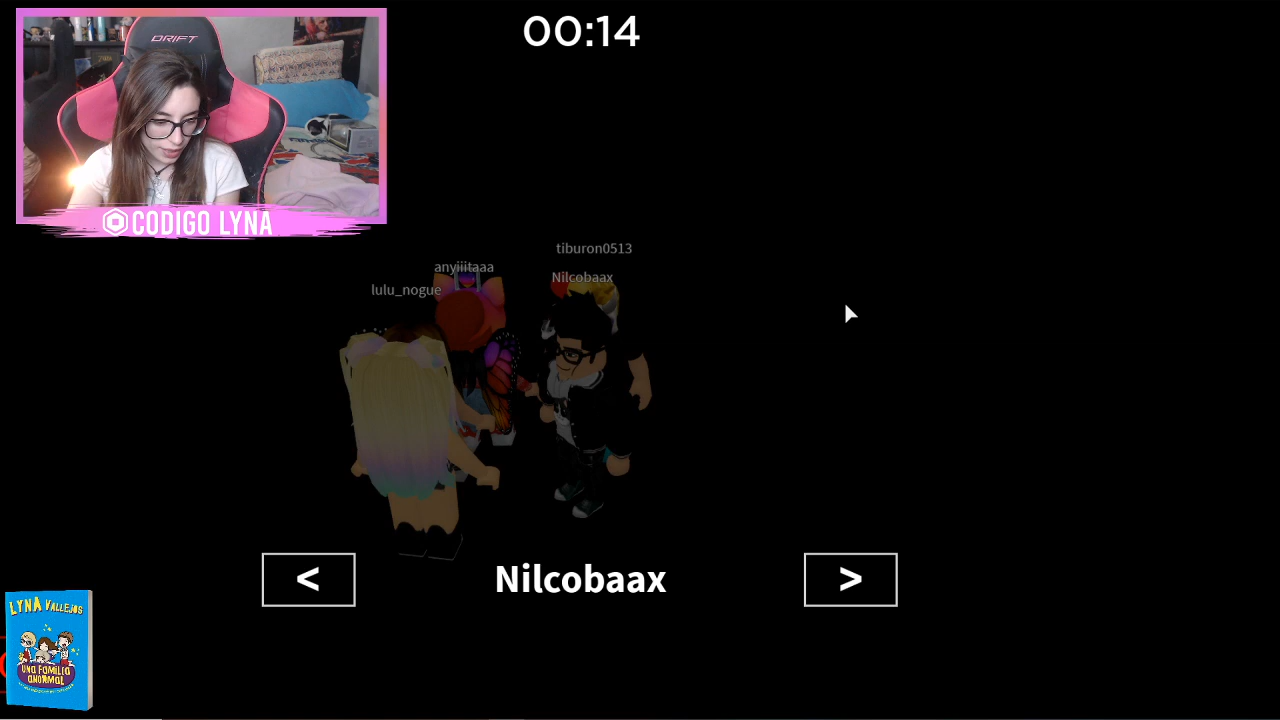 DRIFT
00:14
CODIGO LYNA
tiburon0513
anyiiitaaa
Nilcobaax
lulu_nogue
<
Nilcobaax
>
LYNA VALLEJOS
UNA FAMILIA
ANORMAL